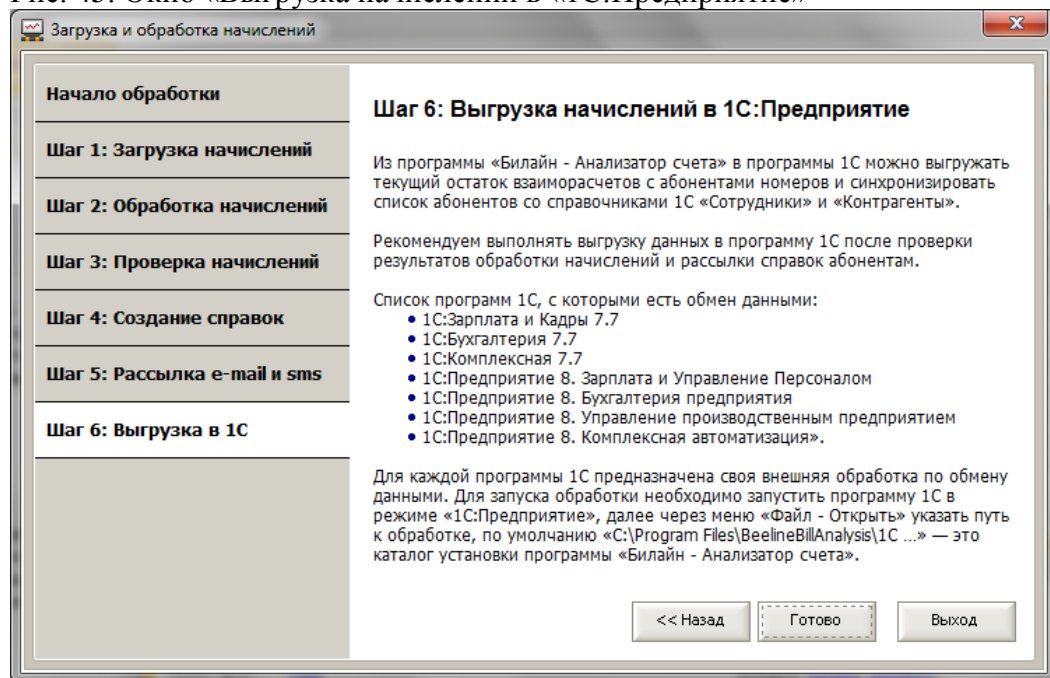 Рис. 43. Окно «Выгрузка начислений в «1С:Предприятие»
Загрузка и обработка начислений
Начало обработки
Шаг 1: Загрузка начислений
Шаг 2: Обработка начислений
Шаг 3: Проверка начислений
Шаг 4: Создание справок
Шаг 5: Рассылка e-mail и sms
Шаг 6: Выгрузка в 1С
Шаг 6: Выгрузка начислений в 1С:Предприятие
Из программы «Билайн - Анализатор счета» в программы 1С можно выгружать
текущий остаток взаиморасчетов с абонентами номеров и синхронизировать
список абонентов со справочниками 1С «Сотрудники» и «Контрагенты».
Рекомендуем выполнять выгрузку данных в программу 1С после проверки
результатов обработки начислений и рассылки справок абонентам.
Список программ 1С, с которыми есть обмен данными:
• 1С:Зарплата и Кадры 7.7
• 1С:Бухгалтерия 7.7
• 1С:Комплексная 7.7
• 1С:Предприятие 8. Зарплата и Управление Персоналом
• 1С:Предприятие 8. Бухгалтерия предприятия
• 1С:Предприятие 8. Управление производственным предприятием
• 1С:Предприятие 8. Комплексная автоматизация».
Для каждой программы 1С предназначена своя внешняя обработка по обмену
данными. Для запуска обработки необходимо запустить программу 1С в
режиме «1С:Предприятие», далее через меню «Файл - Открыть» указать путь
к обработке, по умолчанию «C:\Program Files\BeelineBillAnalysis\1C ...» — это
каталог установки программы «Билайн - Анализатор счета».
<< Назад
Готово
Выход